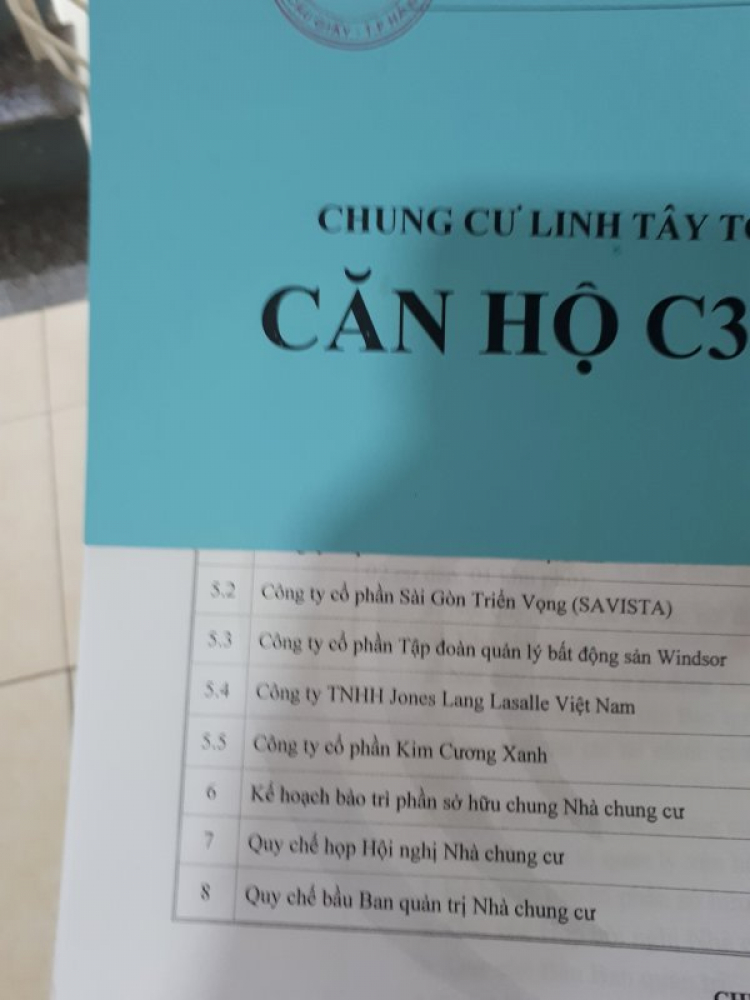 CẦU GIẤY - T.P HÀ
CHUNG CƯ LINH TÂY
CĂN HỘ C3
5.2 Công ty cổ phần Sài Gòn Triển Vọng (SAVISTA)
5.3 Công ty cổ phần Tập đoàn quản lý bất động sản Windsor
5.4 Công ty TNHH Jones Lang Lasalle Việt Nam
5.5 Công ty cổ phần Kim Cương Xanh
6 Kế hoạch bảo trì phần sở hữu chung Nhà chung cư
7 Quy chế họp Hội nghị Nhà chung cư
8 Quy chế bầu Ban quản trị Nhà chung cư